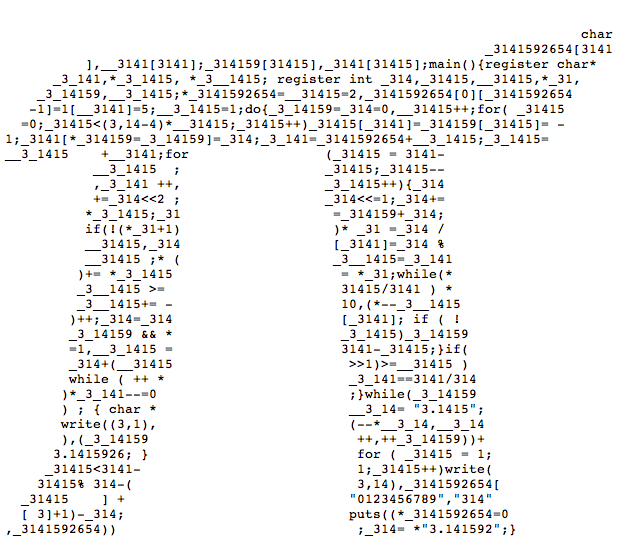 char
_3141592654[3141
],__3141[3141];_314159[31415],_3141[31415];main(){register char*
_3_141,*_3_1415, *_3__1415; register int _314,_31415,__31415,*_31,
_3_14159,__3_1415;*_3141592654=__31415=2,_3141592654[0][_3141592654
-1]=1[__3141]=5;__3_1415=1;do{_3_14159=_314=0,__31415++;for( _31415
=0;_31415<(3,14-4)*__31415;_31415++)_31415[_3141]=_314159[_31415]= -
1;_3141[*_314159=_3_14159]=_314;_3_141=_3141592654+__3_1415;_3_1415=
__3_1415 +__3141;for (_31415 = 3141-
__3_1415 ; _31415;_31415--
,_3_141 ++, _3_1415++){_314
+=_314<<2 ; _314<<=1;_314+=
*_3_1415;_31 =_314159+_314;
if(!(*_31+1) )* _31 =_314 /
__31415,_314 [_3141]=_314 %
__31415 ;* ( _3__1415=_3_141
)+= *_3_1415 = *_31;while(*
_3__1415 >= 31415/3141 ) *
_3__1415+= - 10,(*--_3__1415
)++;_314=_314 [_3141]; if ( !
_3_14159 && * _3_1415)_3_14159
=1,__3_1415 = 3141-_31415;}if(
_314+(__31415 >>1)>=__31415 )
while ( ++ * _3_141==3141/314
)*_3_141--=0 ;}while(_3_14159
) ; { char * __3_14= "3.1415";
write((3,1), (--*__3_14,__3_14
),(_3_14159 ++,++_3_14159))+
3.1415926; } for ( _31415 = 1;
_31415<3141- 1;_31415++)write(
31415% 314-( 3,14),_3141592654[
_31415 ] + "0123456789","314"
[ 3]+1)-_314; puts((*_3141592654=0
,_3141592654)) ;_314= *"3.141592";}